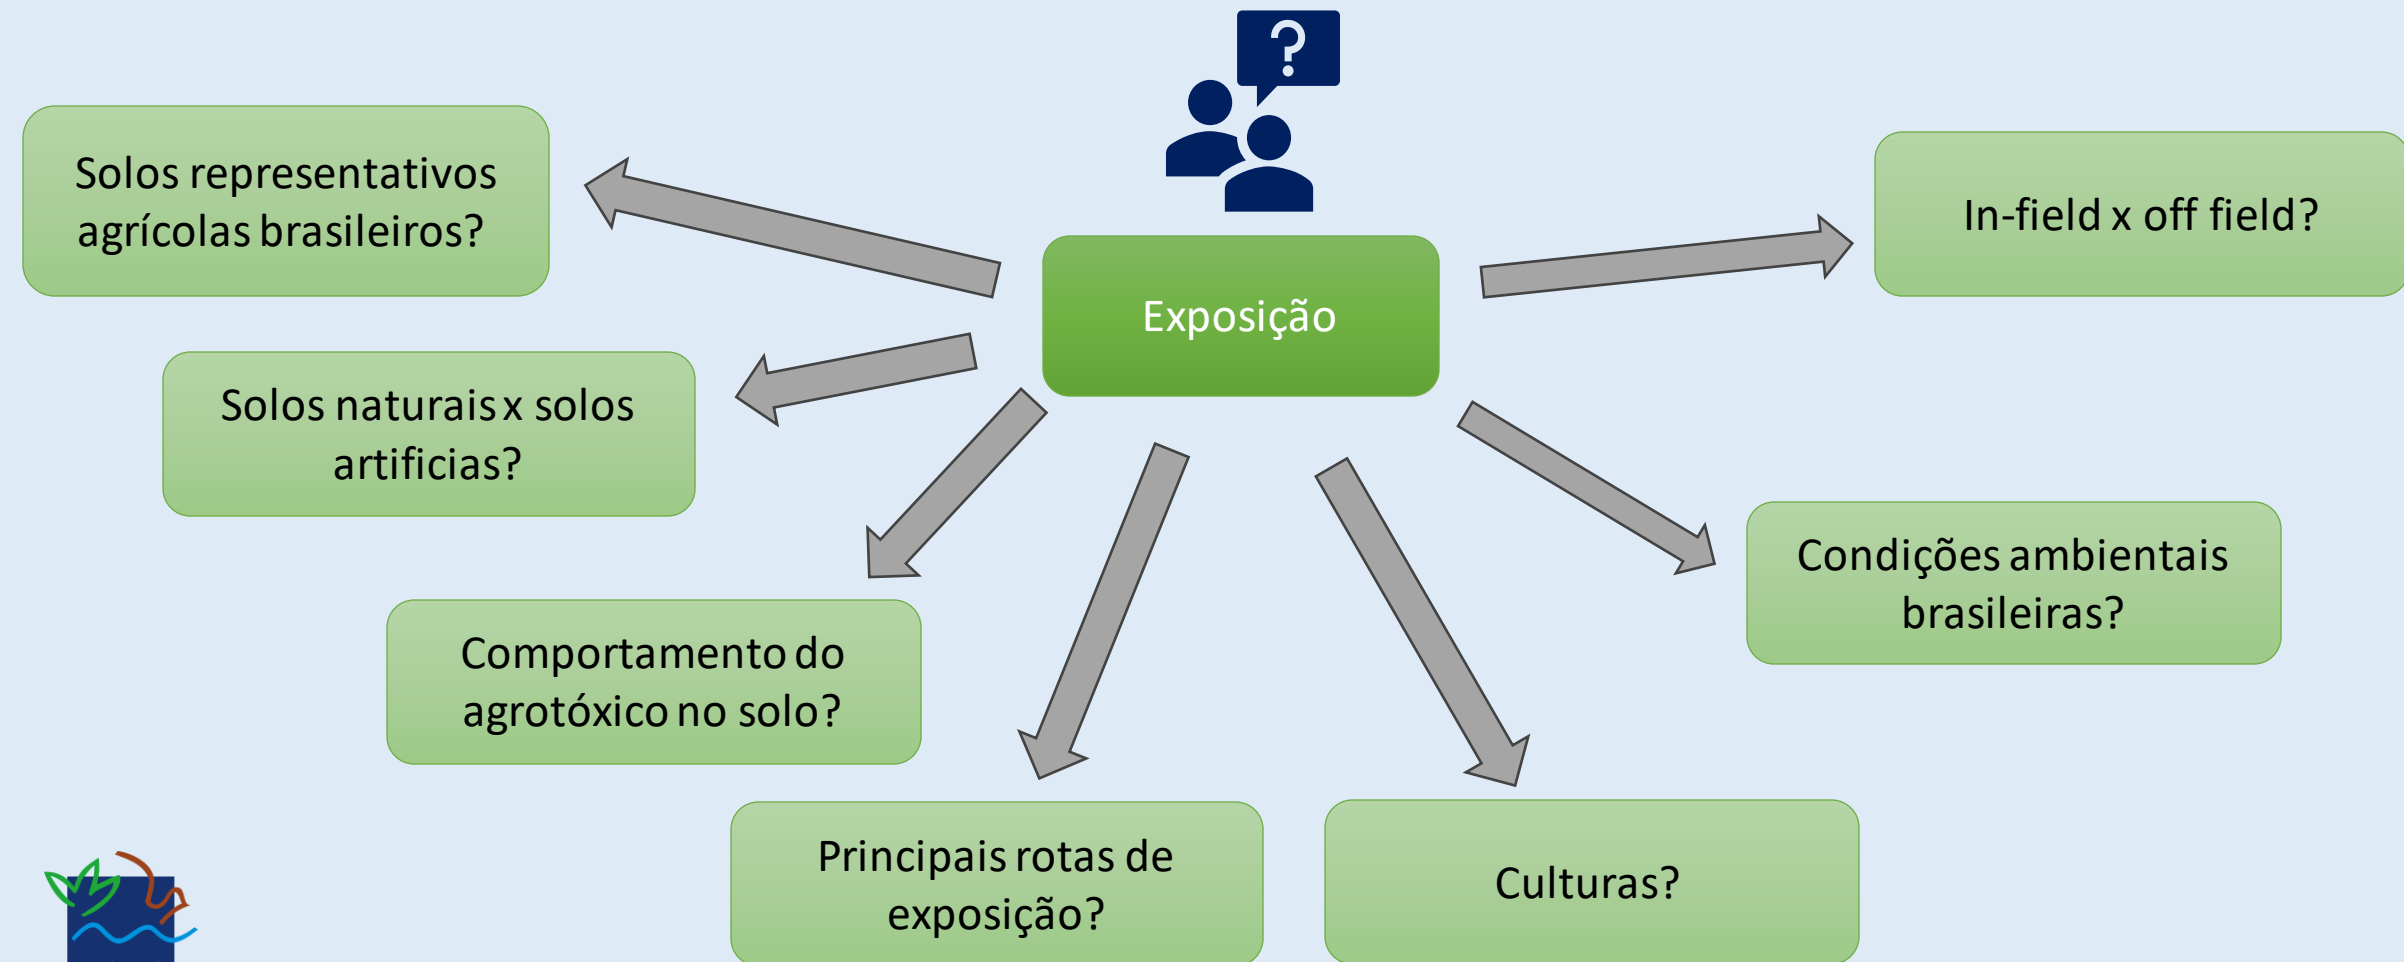 ?
Solos representativos
agrícolas brasileiros?
In-field x off field?
Exposição
Solos naturais x solos
artificias?
Condições ambientais
brasileiras?
Comportamento do
agrotóxico no solo?
Principais rotas de
exposição?
Culturas?